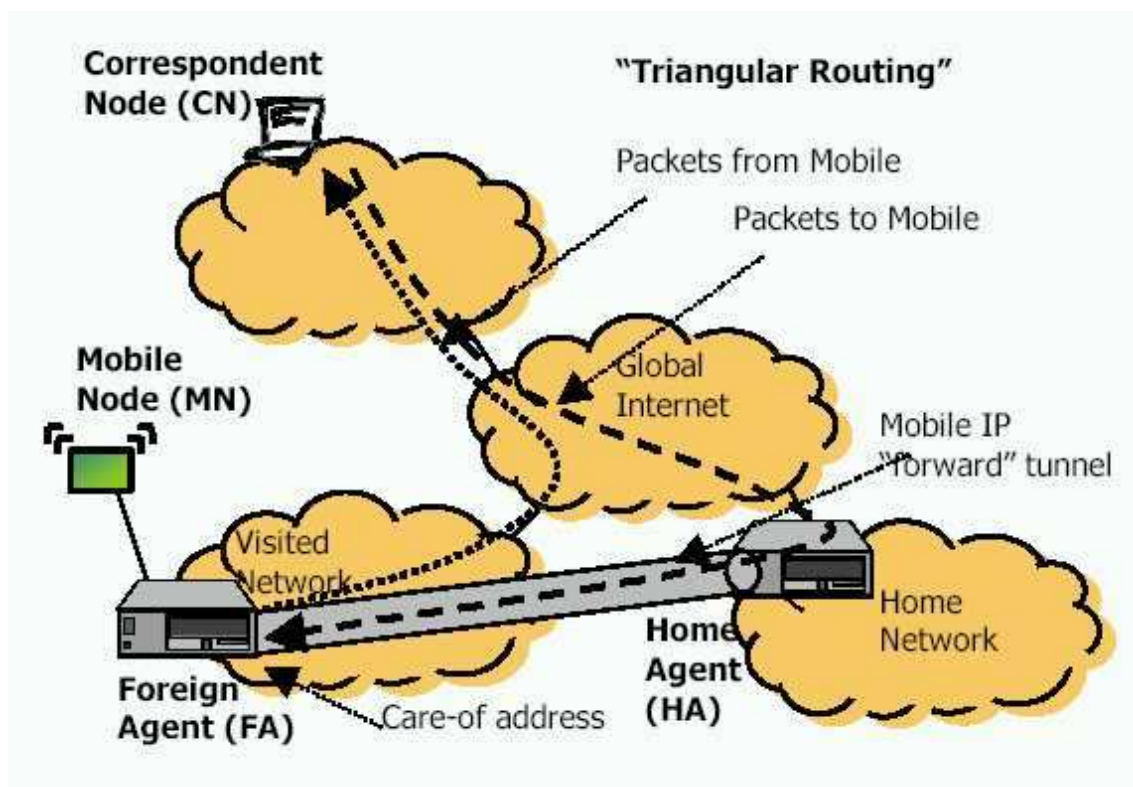 Correspondent
Node (CN)
“Triangular Routing”
Packets from Mobile
Packets to Mobile
Global
Internet
Mobile
Node (MN)
Mobile IP
“forward” tunnel
Visited
Network
Home
Network
Home
Agent
(HA)
Foreign
Agent (FA)
Care-of address